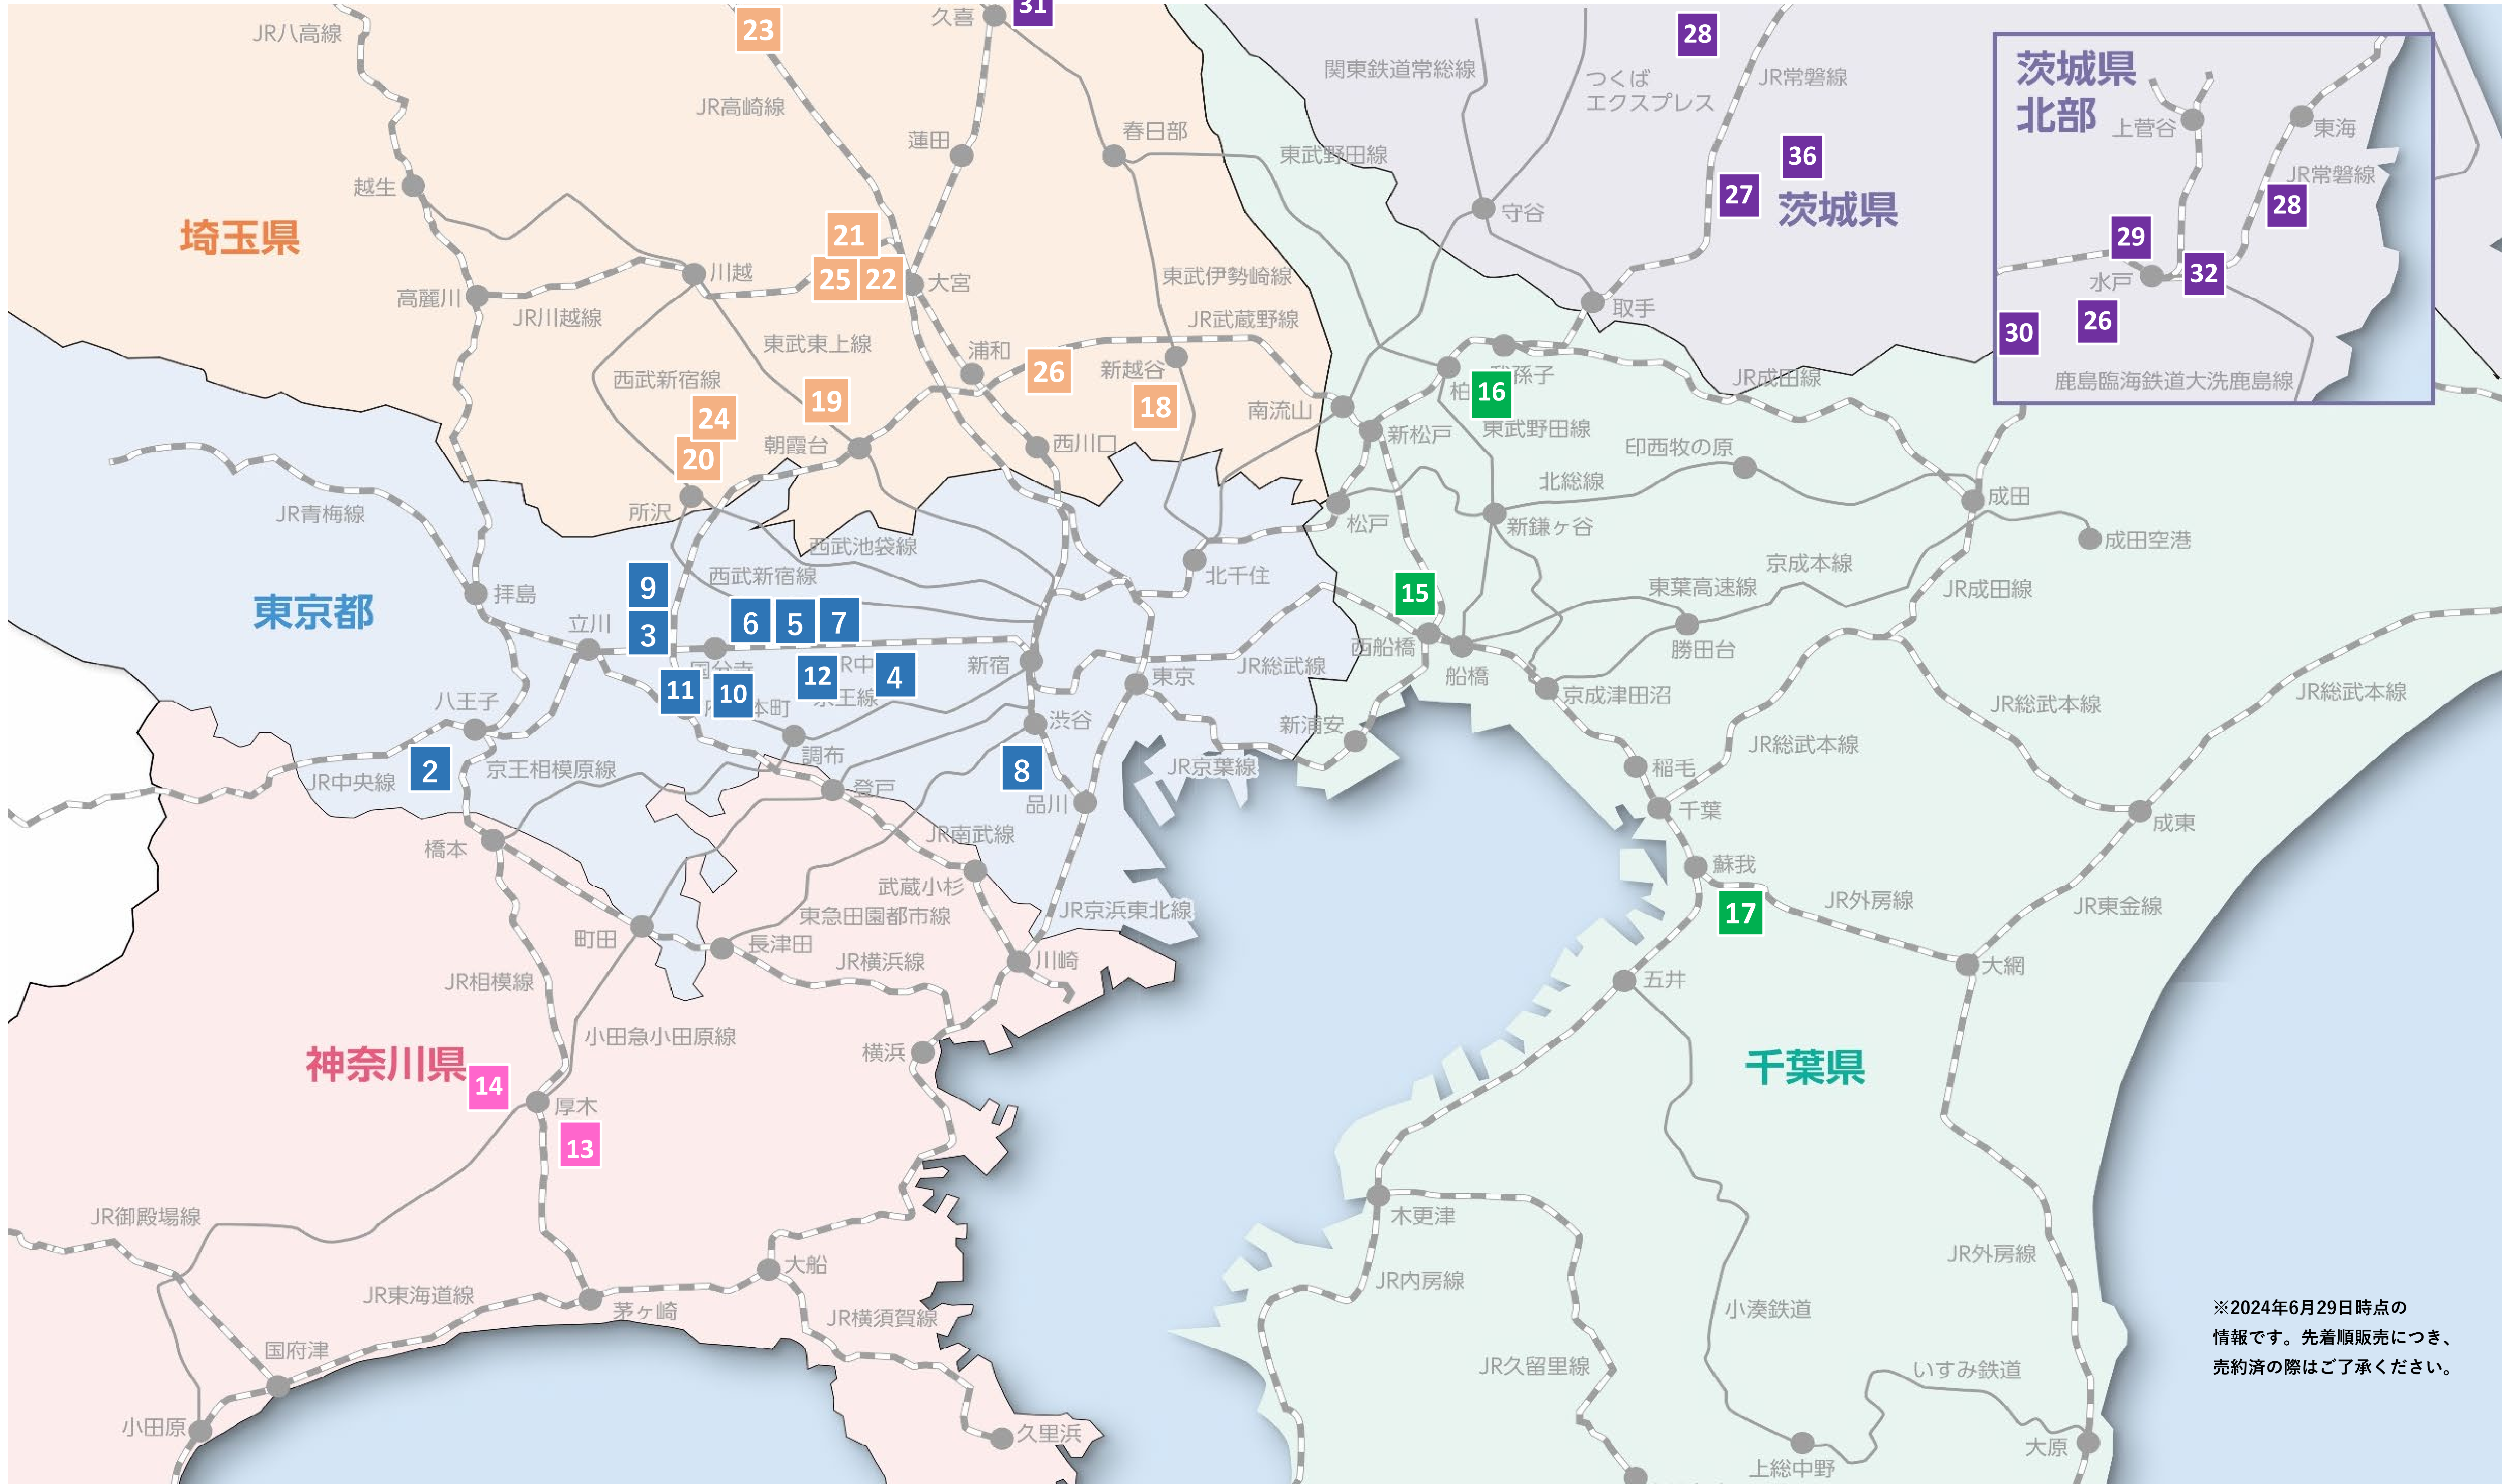 久喜
31
JR八高線
23
28
茨城県
北部
関東鉄道常総線
つくば
エクスプレス
JR常磐線
JR高崎線
蓮田
春日部
東武野田線
上菅谷
東海
JR常磐線
越生
36
27
茨城県
守谷
28
埼玉県
21
25
22
大宮
川越
高麗川
JR川越線
東武伊勢崎線
29
水戸
32
取手
JR武蔵野線
30
26
東武東上線
浦和
26
新越谷
西武新宿線
鹿島臨海鉄道大洗鹿島線
JR成田線
孫子
柏
16
19
24
18
南流山
新松戸
東武野田線
朝霞台
西川口
印西牧の原
20
所沢
北総線
成田
JR青梅線
松戸
新鎌ヶ谷
成田空港
西武池袋線
西武新宿線
北千住
京成本線
東葉高速線
JR成田線
9
拝島
東京都
立川
3
6
5
7
15
西船橋
船橋
勝田台
国分寺
新宿
JR総武線
東京
12
R中
4
11
10
本町
京王線
京成津田沼
JR総武本線
JR総武本線
八王子
渋谷
新浦安
調布
JR総武本線
2
JR中央線
京王相模原線
8
JR京葉線
稲毛
登戸
品川
千葉
成東
橋本
JR南武線
武蔵小杉
蘇我
17
JR外房線
JR東金線
東急田園都市線
JR京浜東北線
町田
長津田
JR横浜線
川崎
大網
JR相模線
五井
小田急小田原線
横浜
神奈川県
14
厚木
13
千葉県
JR御殿場線
木更津
大船
JR内房線
JR外房線
JR東海道線
茅ヶ崎
JR横須賀線
小湊鉄道
※2024年6月29日時点の
情報です。先着順販売につき、
売約済の際はご了承ください。
国府津
JR久留里線
いすみ鉄道
小田原
久里浜
大原
上総中野